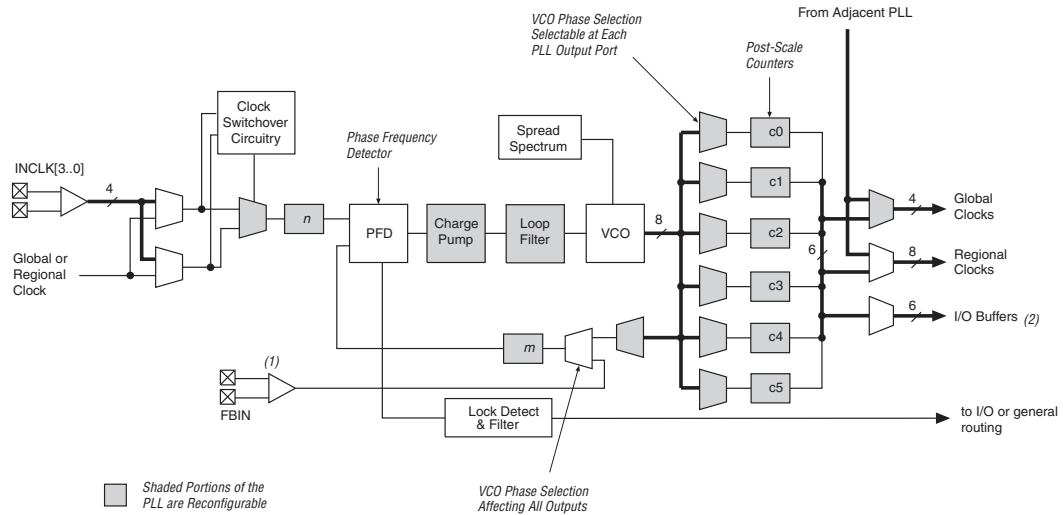 From Adjacent PLL
VCO Phase Selection
Selectable at Each
PLL Output Port
Post-Scale
Counters
Clock
Switchover
Circuitry
Phase Frequency
Detector
Spread
Spectrum
INCLK[3..0]
4
n
PFD
Charge
Pump
Loop
Filter
VCO
8
c0
c1
c2
c3
c4
c5
6
4
Global
Clocks
8
Regional
Clocks
6
I/O Buffers (2)
Global or
Regional
Clock
m
(1)
FBIN
Lock Detect
& Filter
to I/O or general
routing
VCO Phase Selection
Affecting All Outputs
Shaded Portions of the
PLL are Reconfigurable